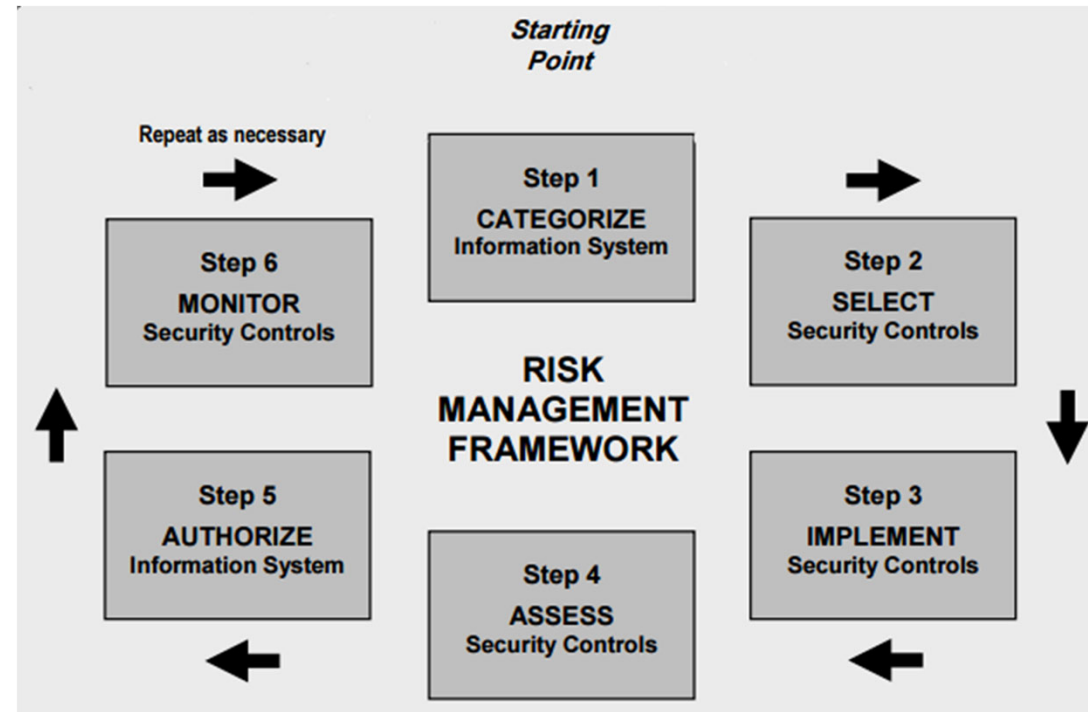 Starting
Point
Repeat as necessary
Step 1
CATEGORIZE
Information System
Step 2
SELECT
Security Controls
Step 3
IMPLEMENT
Security Controls
Step 4
ASSESS
Security Controls
Step 5
AUTHORIZE
Information System
Step 6
MONITOR
Security Controls
RISK
MANAGEMENT
FRAMEWORK